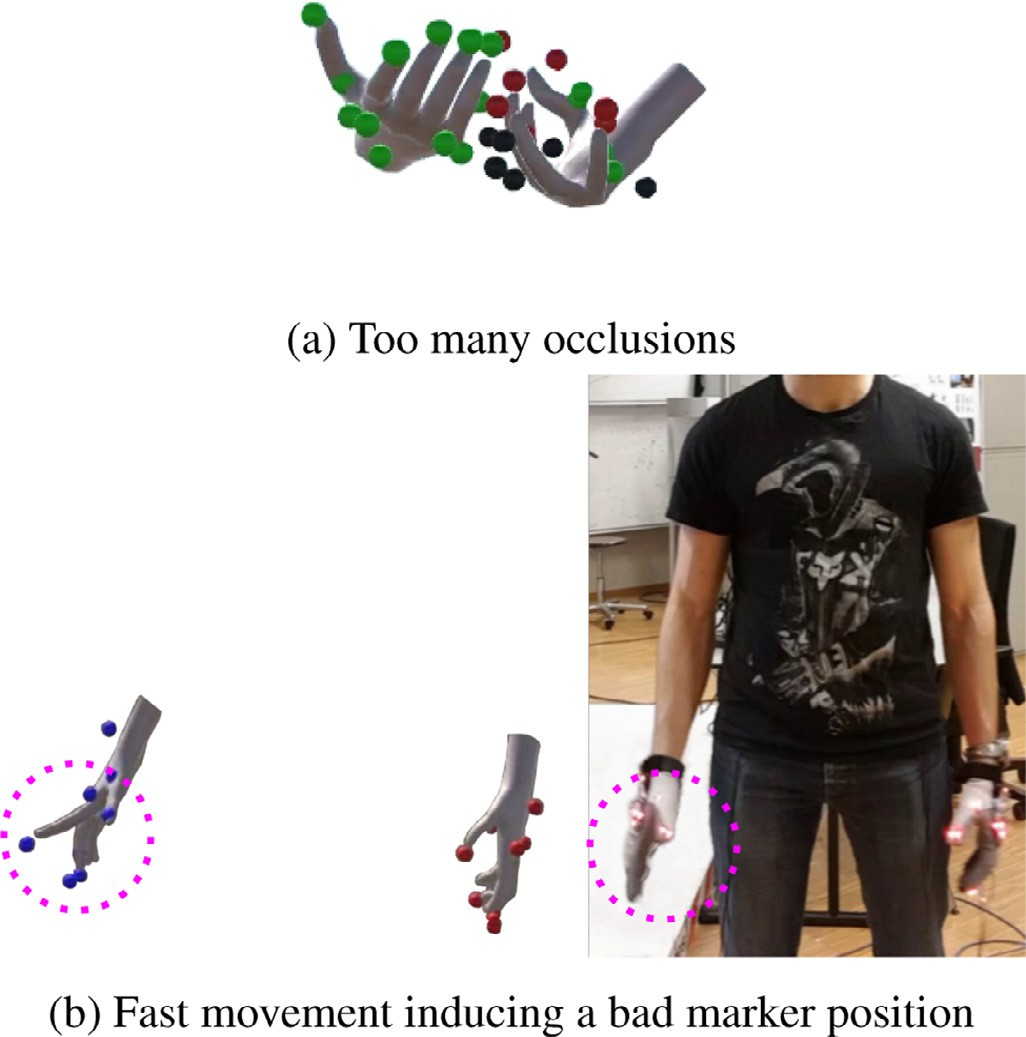 (a) Too many occlusions
(b) Fast movement inducing a bad marker position